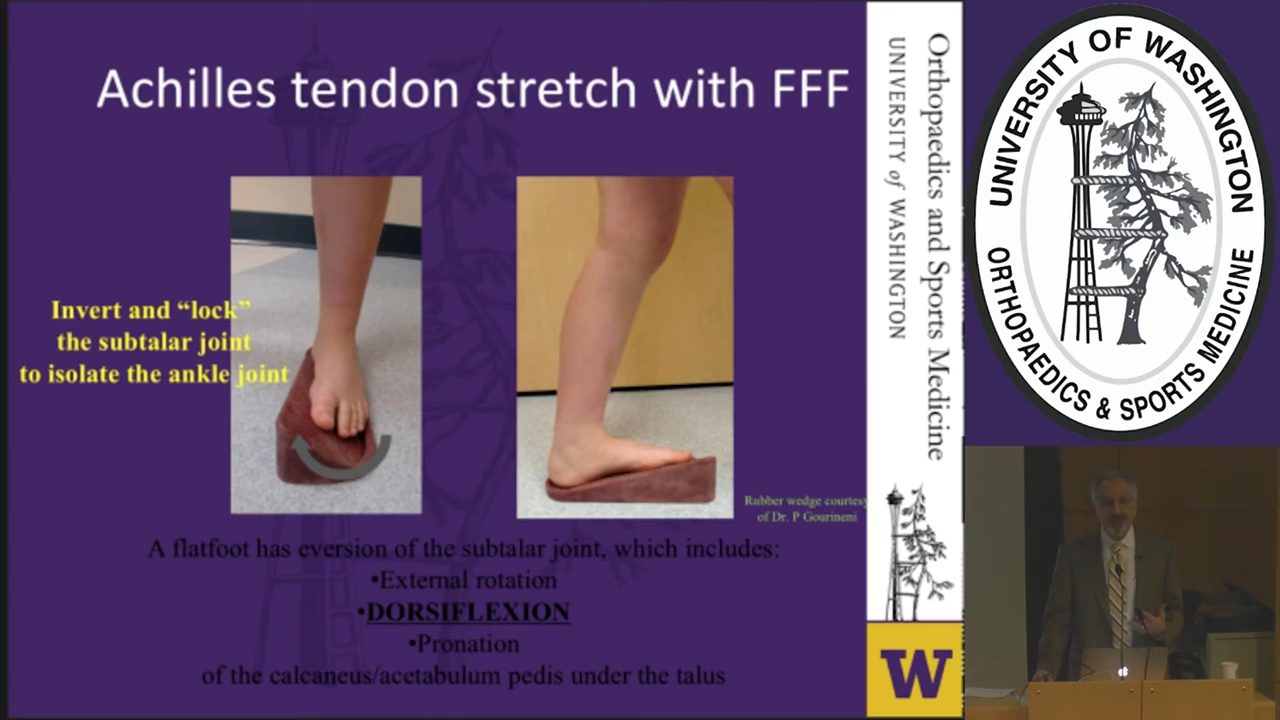 Achilles tendon stretch with FFF
Invert and “lock”
the subtalar joint
to isolate the ankle joint
Rubber wedge courtesy
of Dr. P Gourineni
A flatfoot has eversion of the subtalar joint, which includes:
•External rotation
•DORSIFLEXION
•Pronation
of the calcaneus/acetabulum pedis under the talus
Orthopaedics and Sports Medicine
UNIVERSITY of WASHINGTON
W
UNIVERSITY OF WASHINGTON
ORTHOPAEDICS & SPORTS MEDICINE